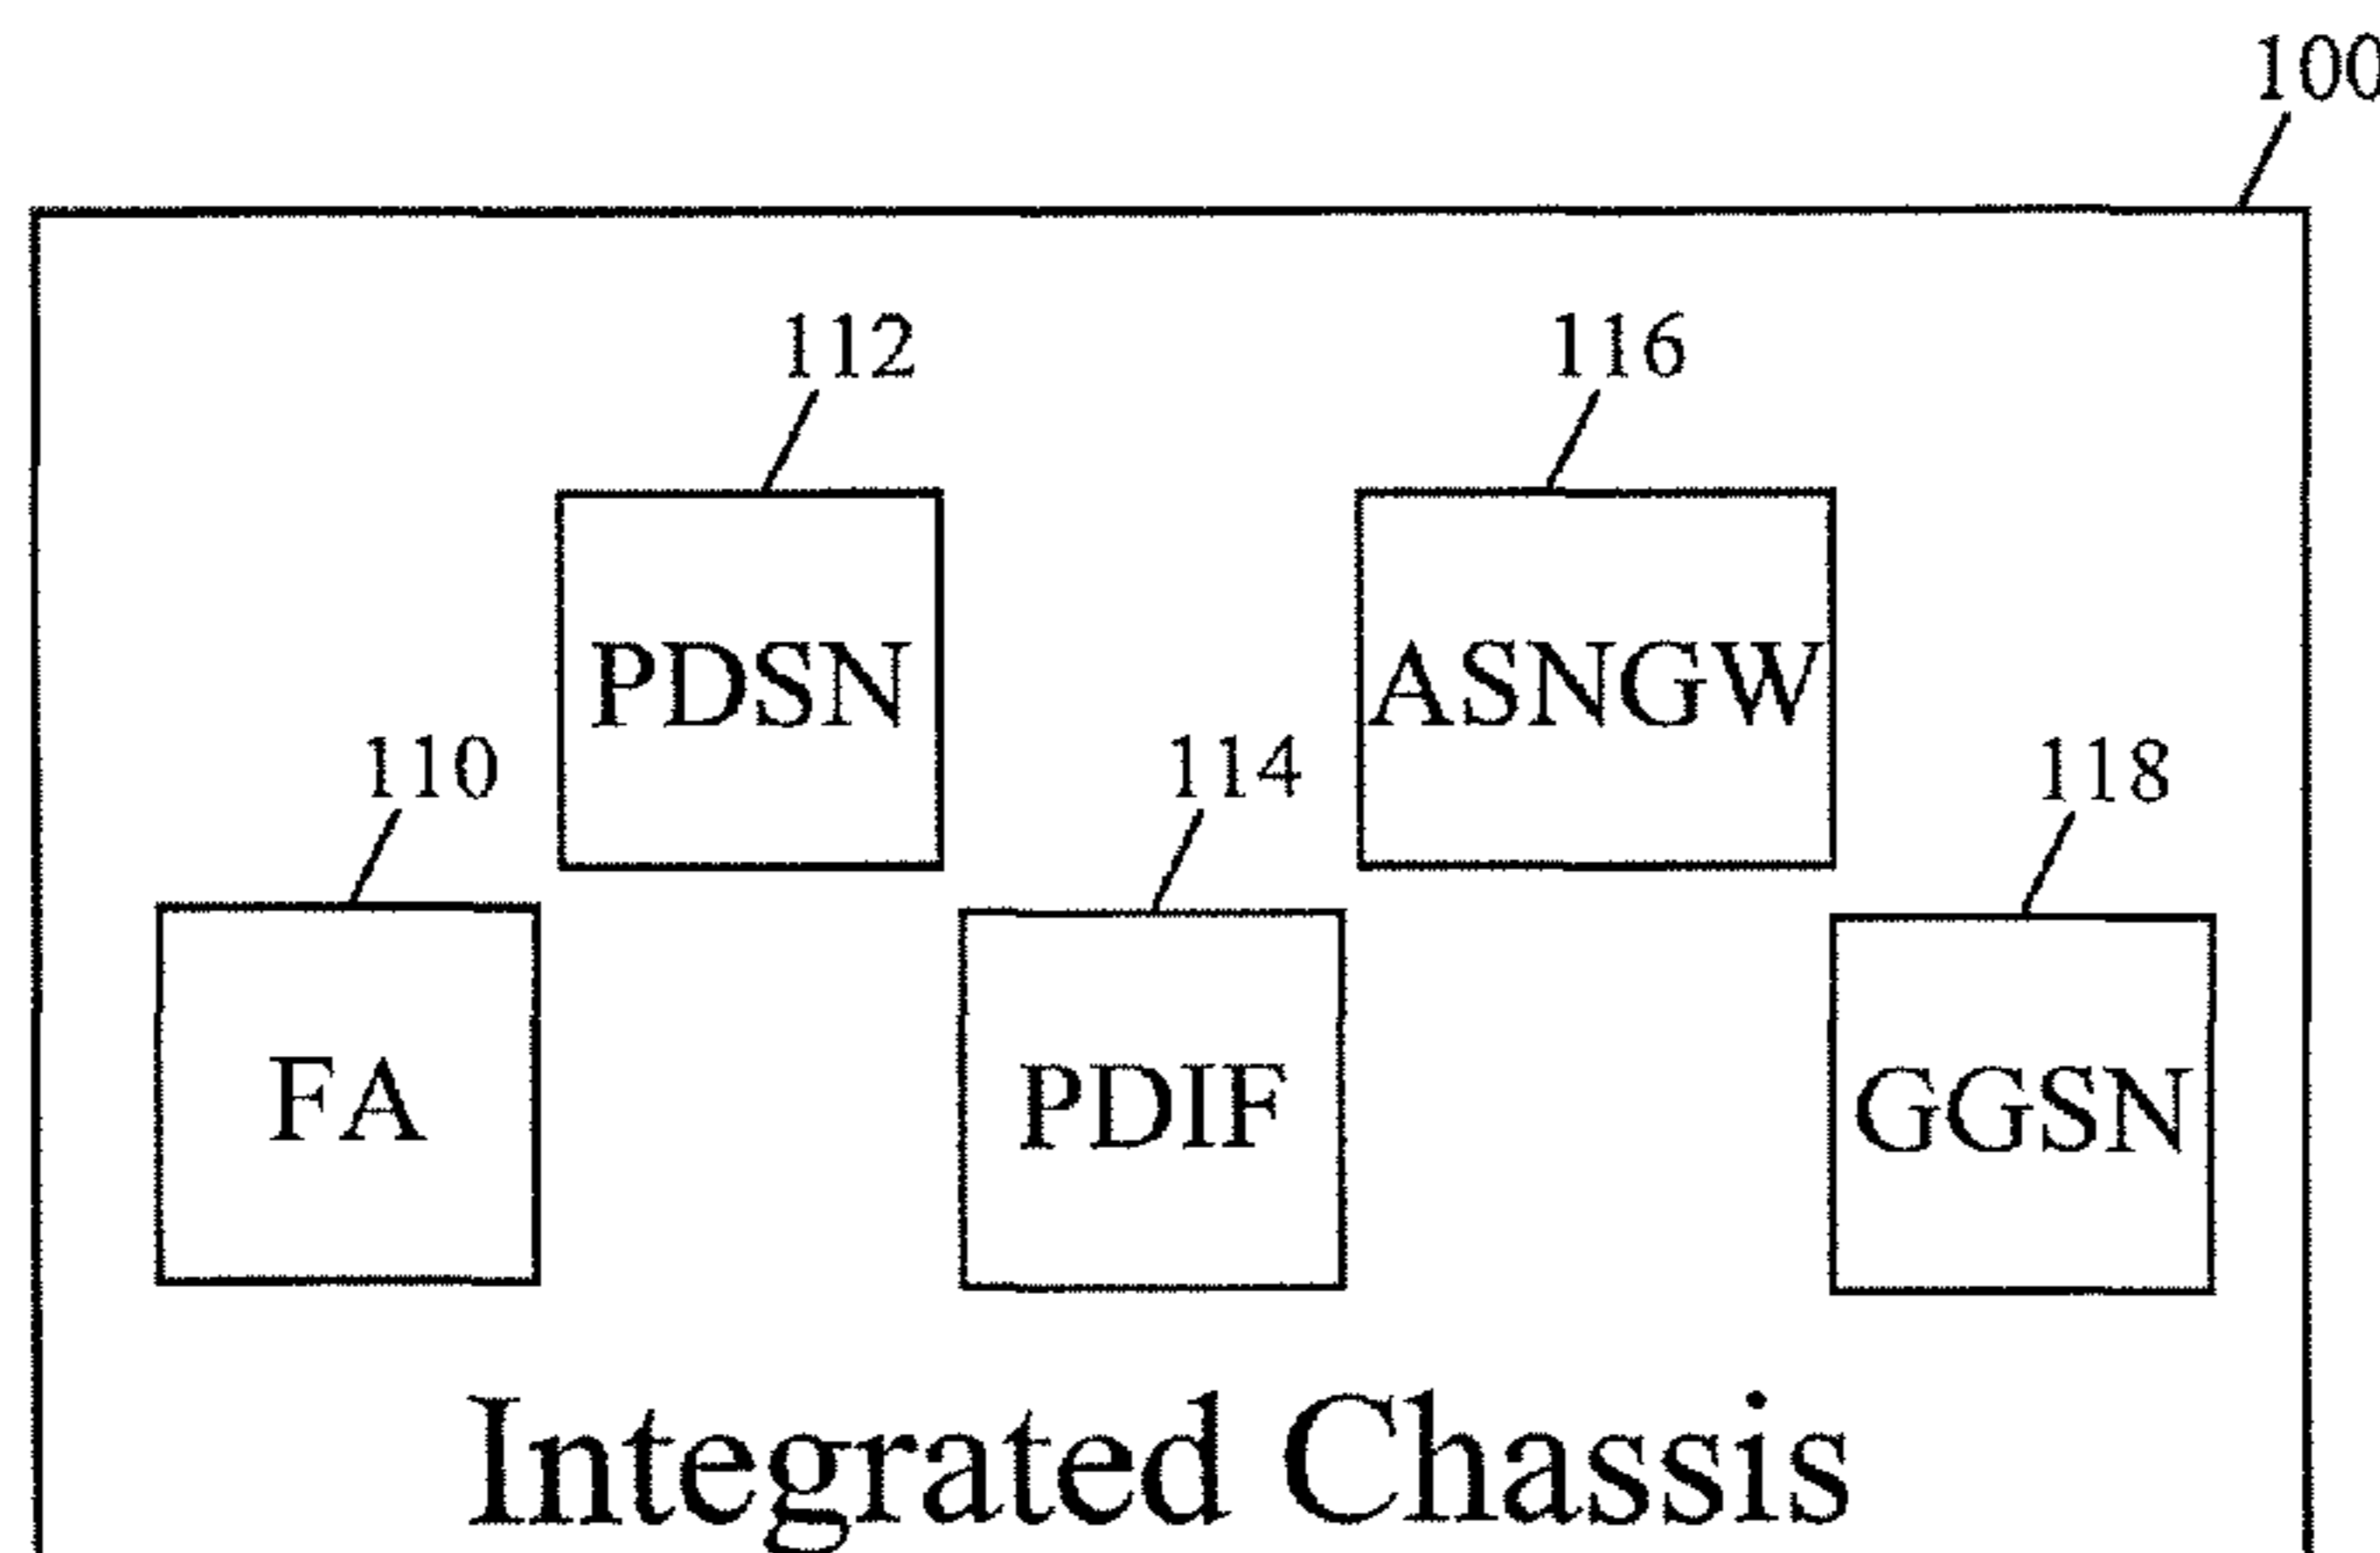 100
112 116
PDSN ASNGW
110 114 118
FA PDIF GGSN
Integrated Chassis